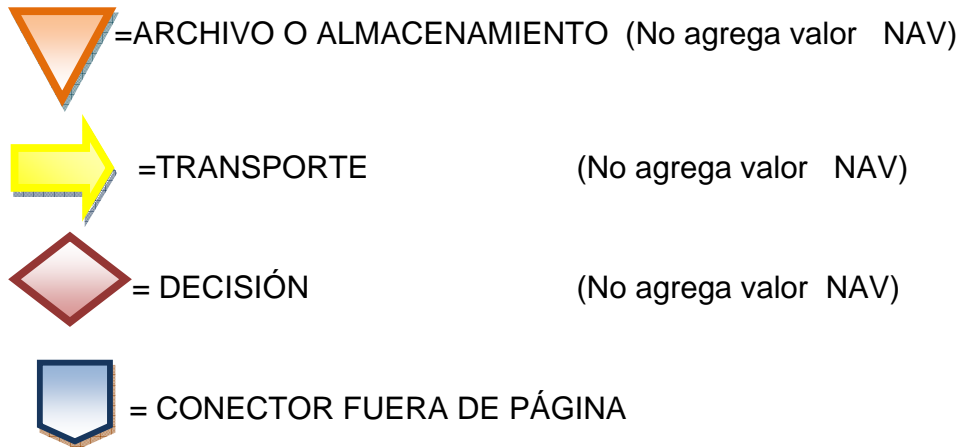 =ARCHIVO O ALMACENAMIENTO (No agrega valor NAV)
=TRANSPORTE (No agrega valor NAV)
= DECISIÓN (No agrega valor NAV)
= CONECTOR FUERA DE PÁGINA